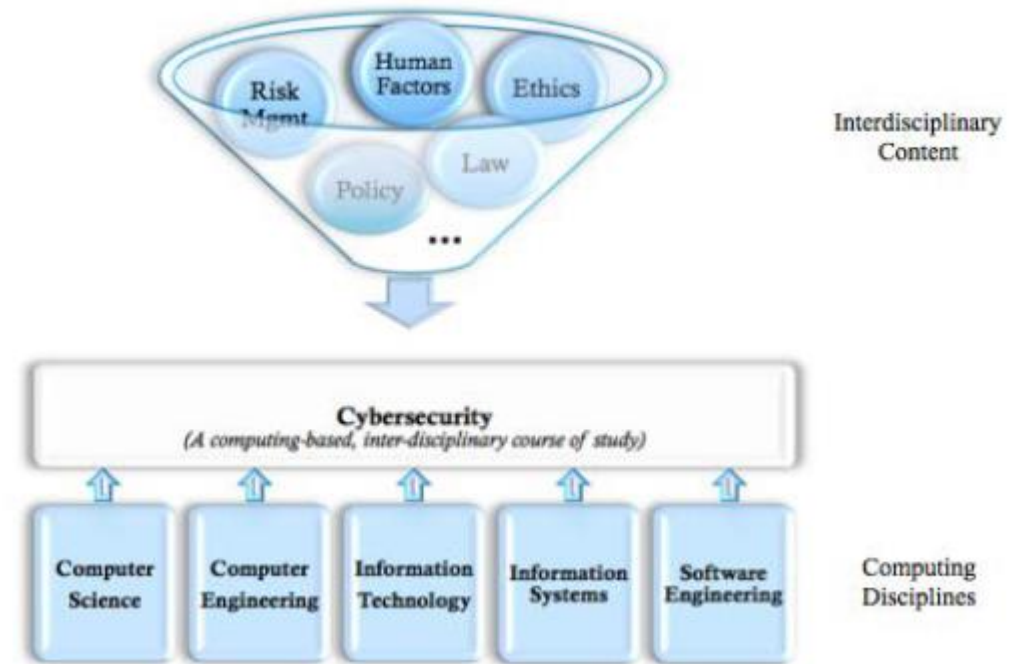 Human
Factors
Risk
Mgmt
Ethics
Law
Policy
...
Interdisciplinary
Content
Cybersecurity
(A computing-based, inter-disciplinary course of study)
Computer
Science
Computer
Engineering
Information
Technology
Information
Systems
Software
Engineering
Computing
Disciplines